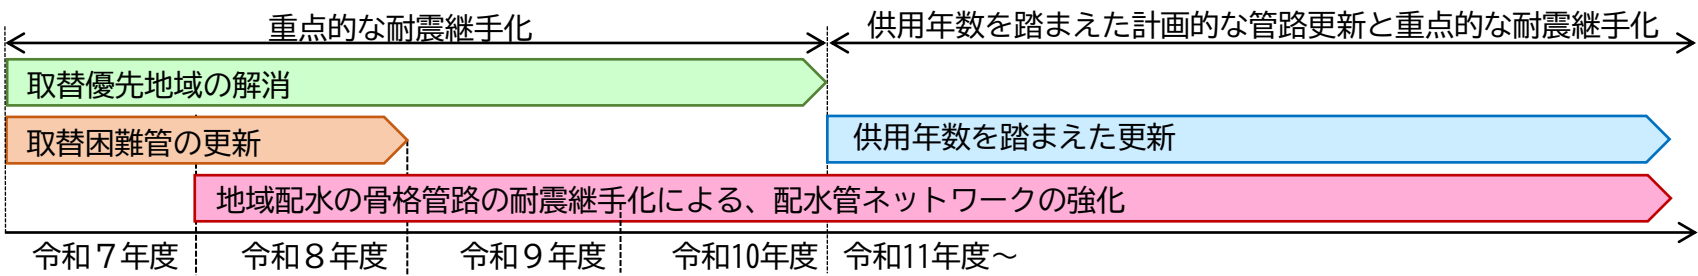 重点的な耐震継手化
供用年数を踏まえた計画的な管路更新と重点的な耐震継手化
取替優先地域の解消
取替困難管の更新
供用年数を踏まえた更新
地域配水の骨格管路の耐震継手化による、配水管ネットワークの強化
令和７年度
令和８年度
令和９年度
令和10年度
令和11年度～